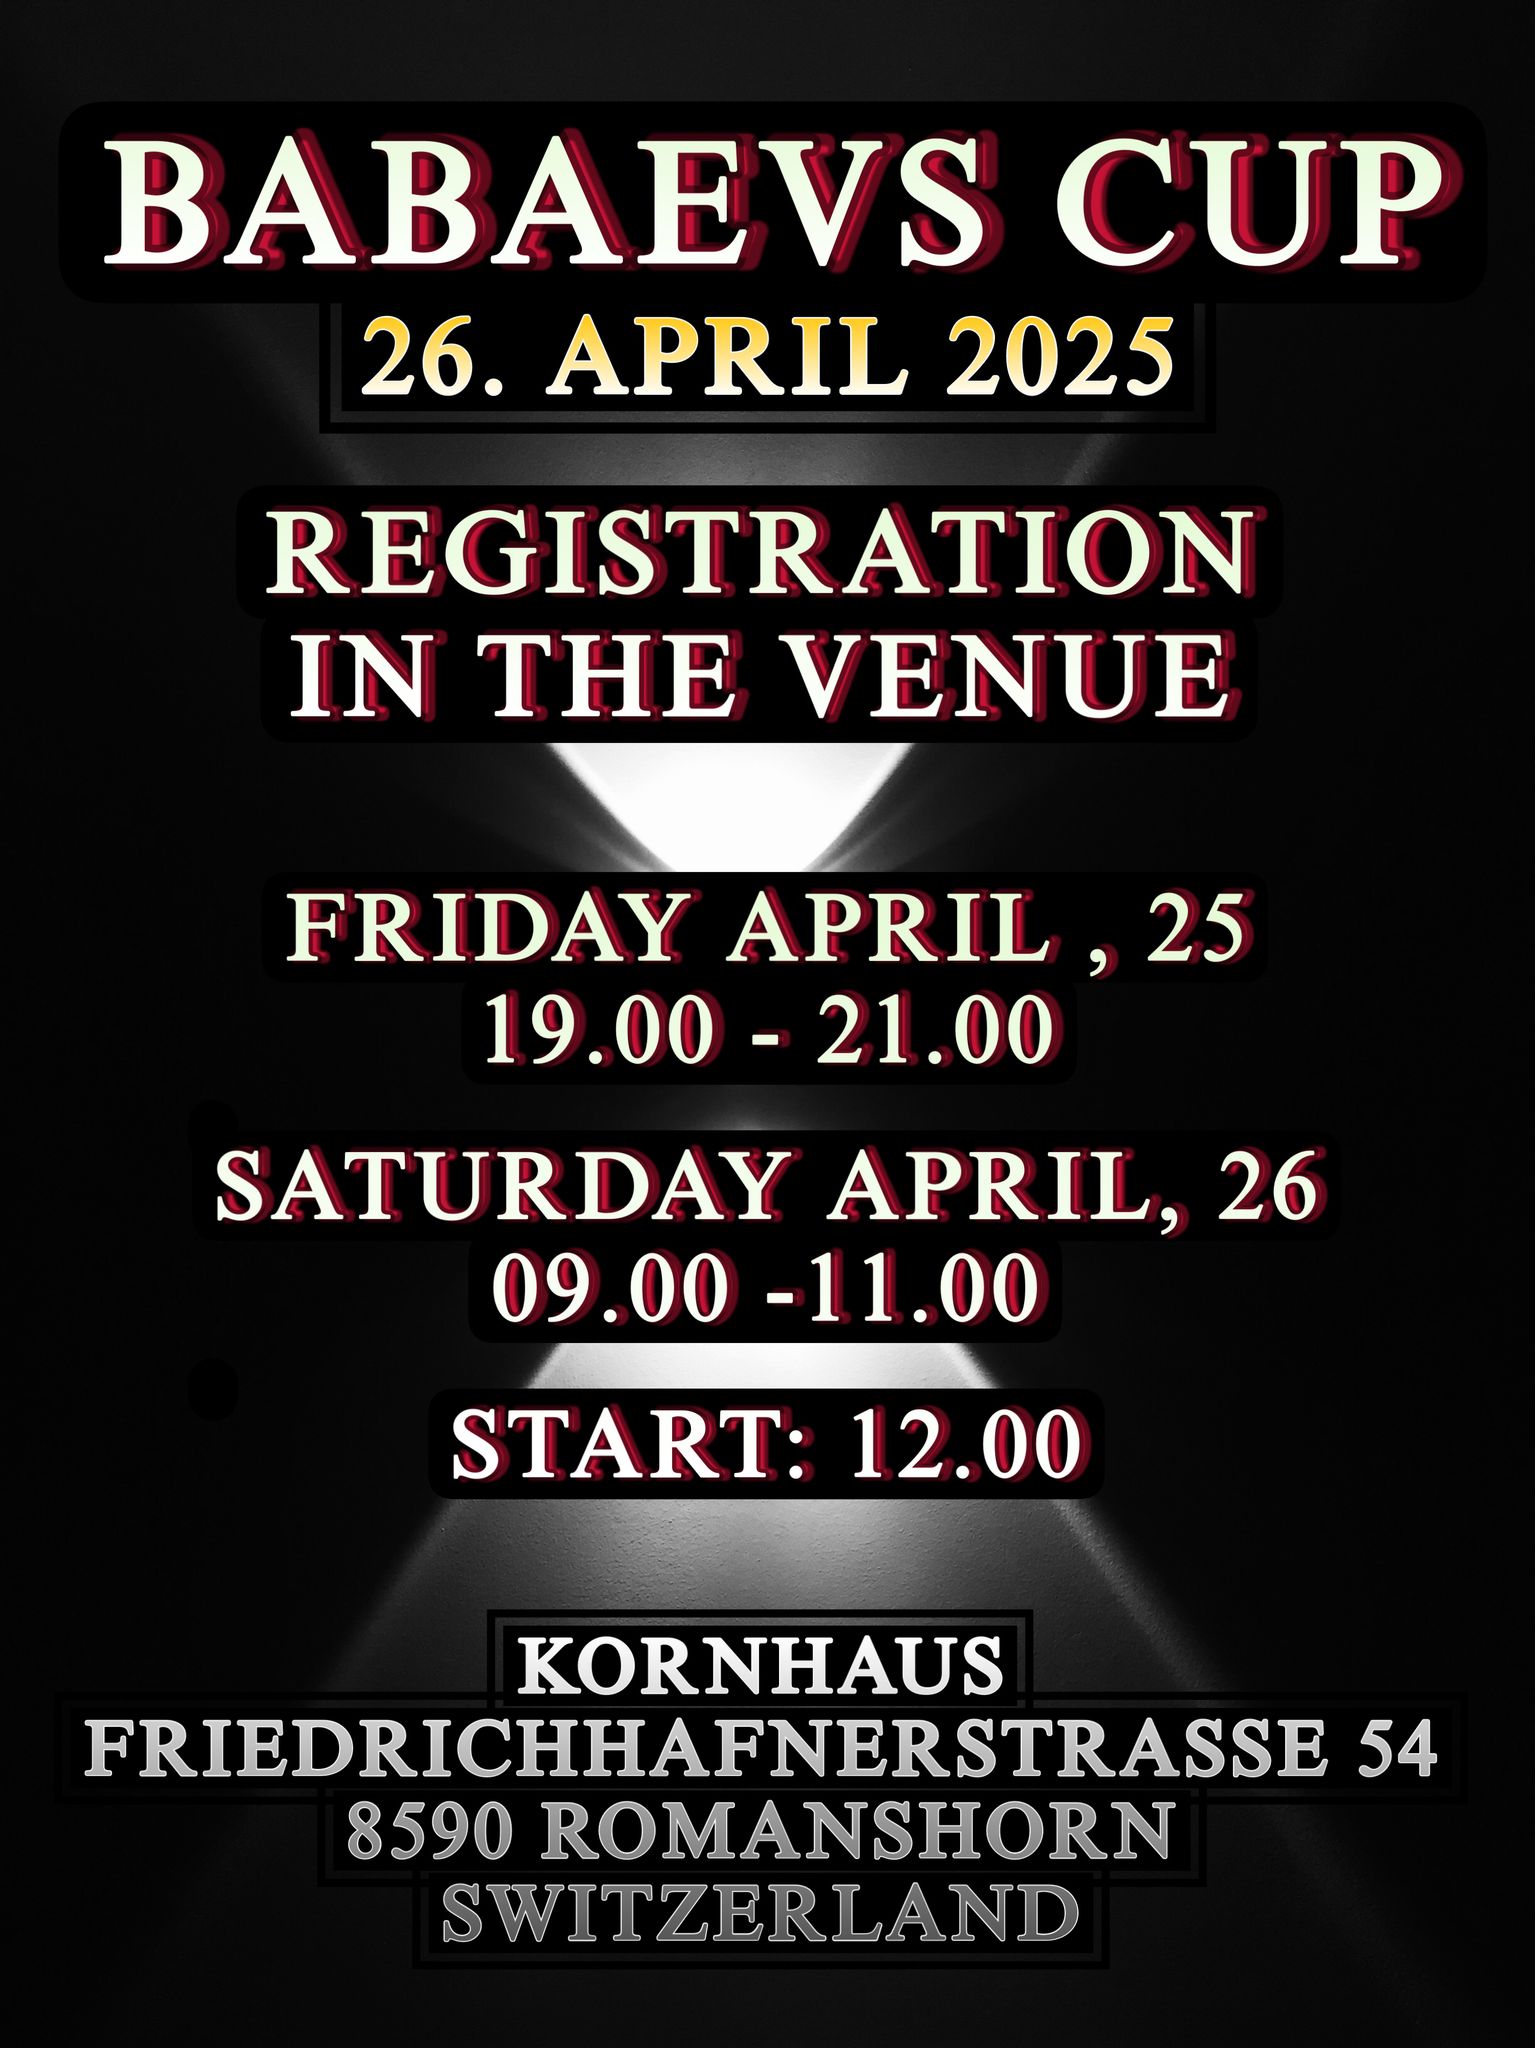 BABAEVS CUP
26. APRIL 2025
REGISTRATION
IN THE VENUE
FRIDAY APRIL , 25
19.00 - 21.00
SATURDAY APRIL, 26
09.00 -11.00
START: 12.00
KORNHAUS
FRIEDRICHHAFNERSTRASSE 54
8590 ROMANSHORN
SWITZERLAND